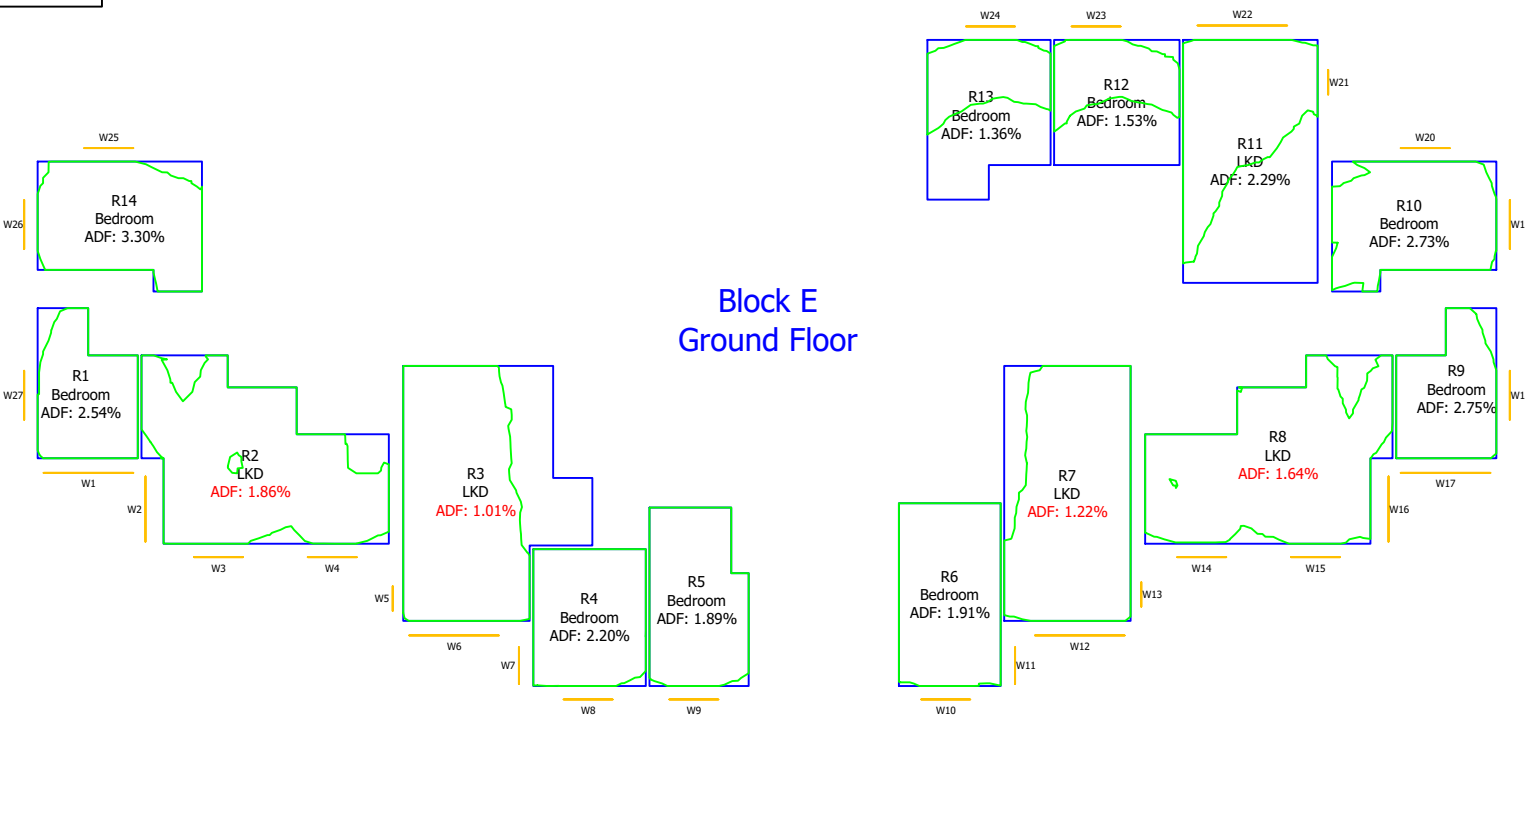 W24
W23
W22
W21
R13
Bedroom
ADF: 1.36%
R12
Bedroom
ADF: 1.53%
R11
LKD
ADF: 2.29%
W25
W20
W26
R14
Bedroom
ADF: 3.30%
R10
Bedroom
ADF: 2.73%
W1
Block E
Ground Floor
W27
R1
Bedroom
ADF: 2.54%
R9
Bedroom
ADF: 2.75%
W1
R2
LKD
ADF: 1.86%
R3
LKD
ADF: 1.01%
R7
LKD
ADF: 1.22%
R8
LKD
ADF: 1.64%
W1
W2
W17
W16
W3
W4
W14
W15
W5
R4
Bedroom
ADF: 2.20%
R5
Bedroom
ADF: 1.89%
R6
Bedroom
ADF: 1.91%
W13
W6
W7
W12
W11
W8
W9
W10